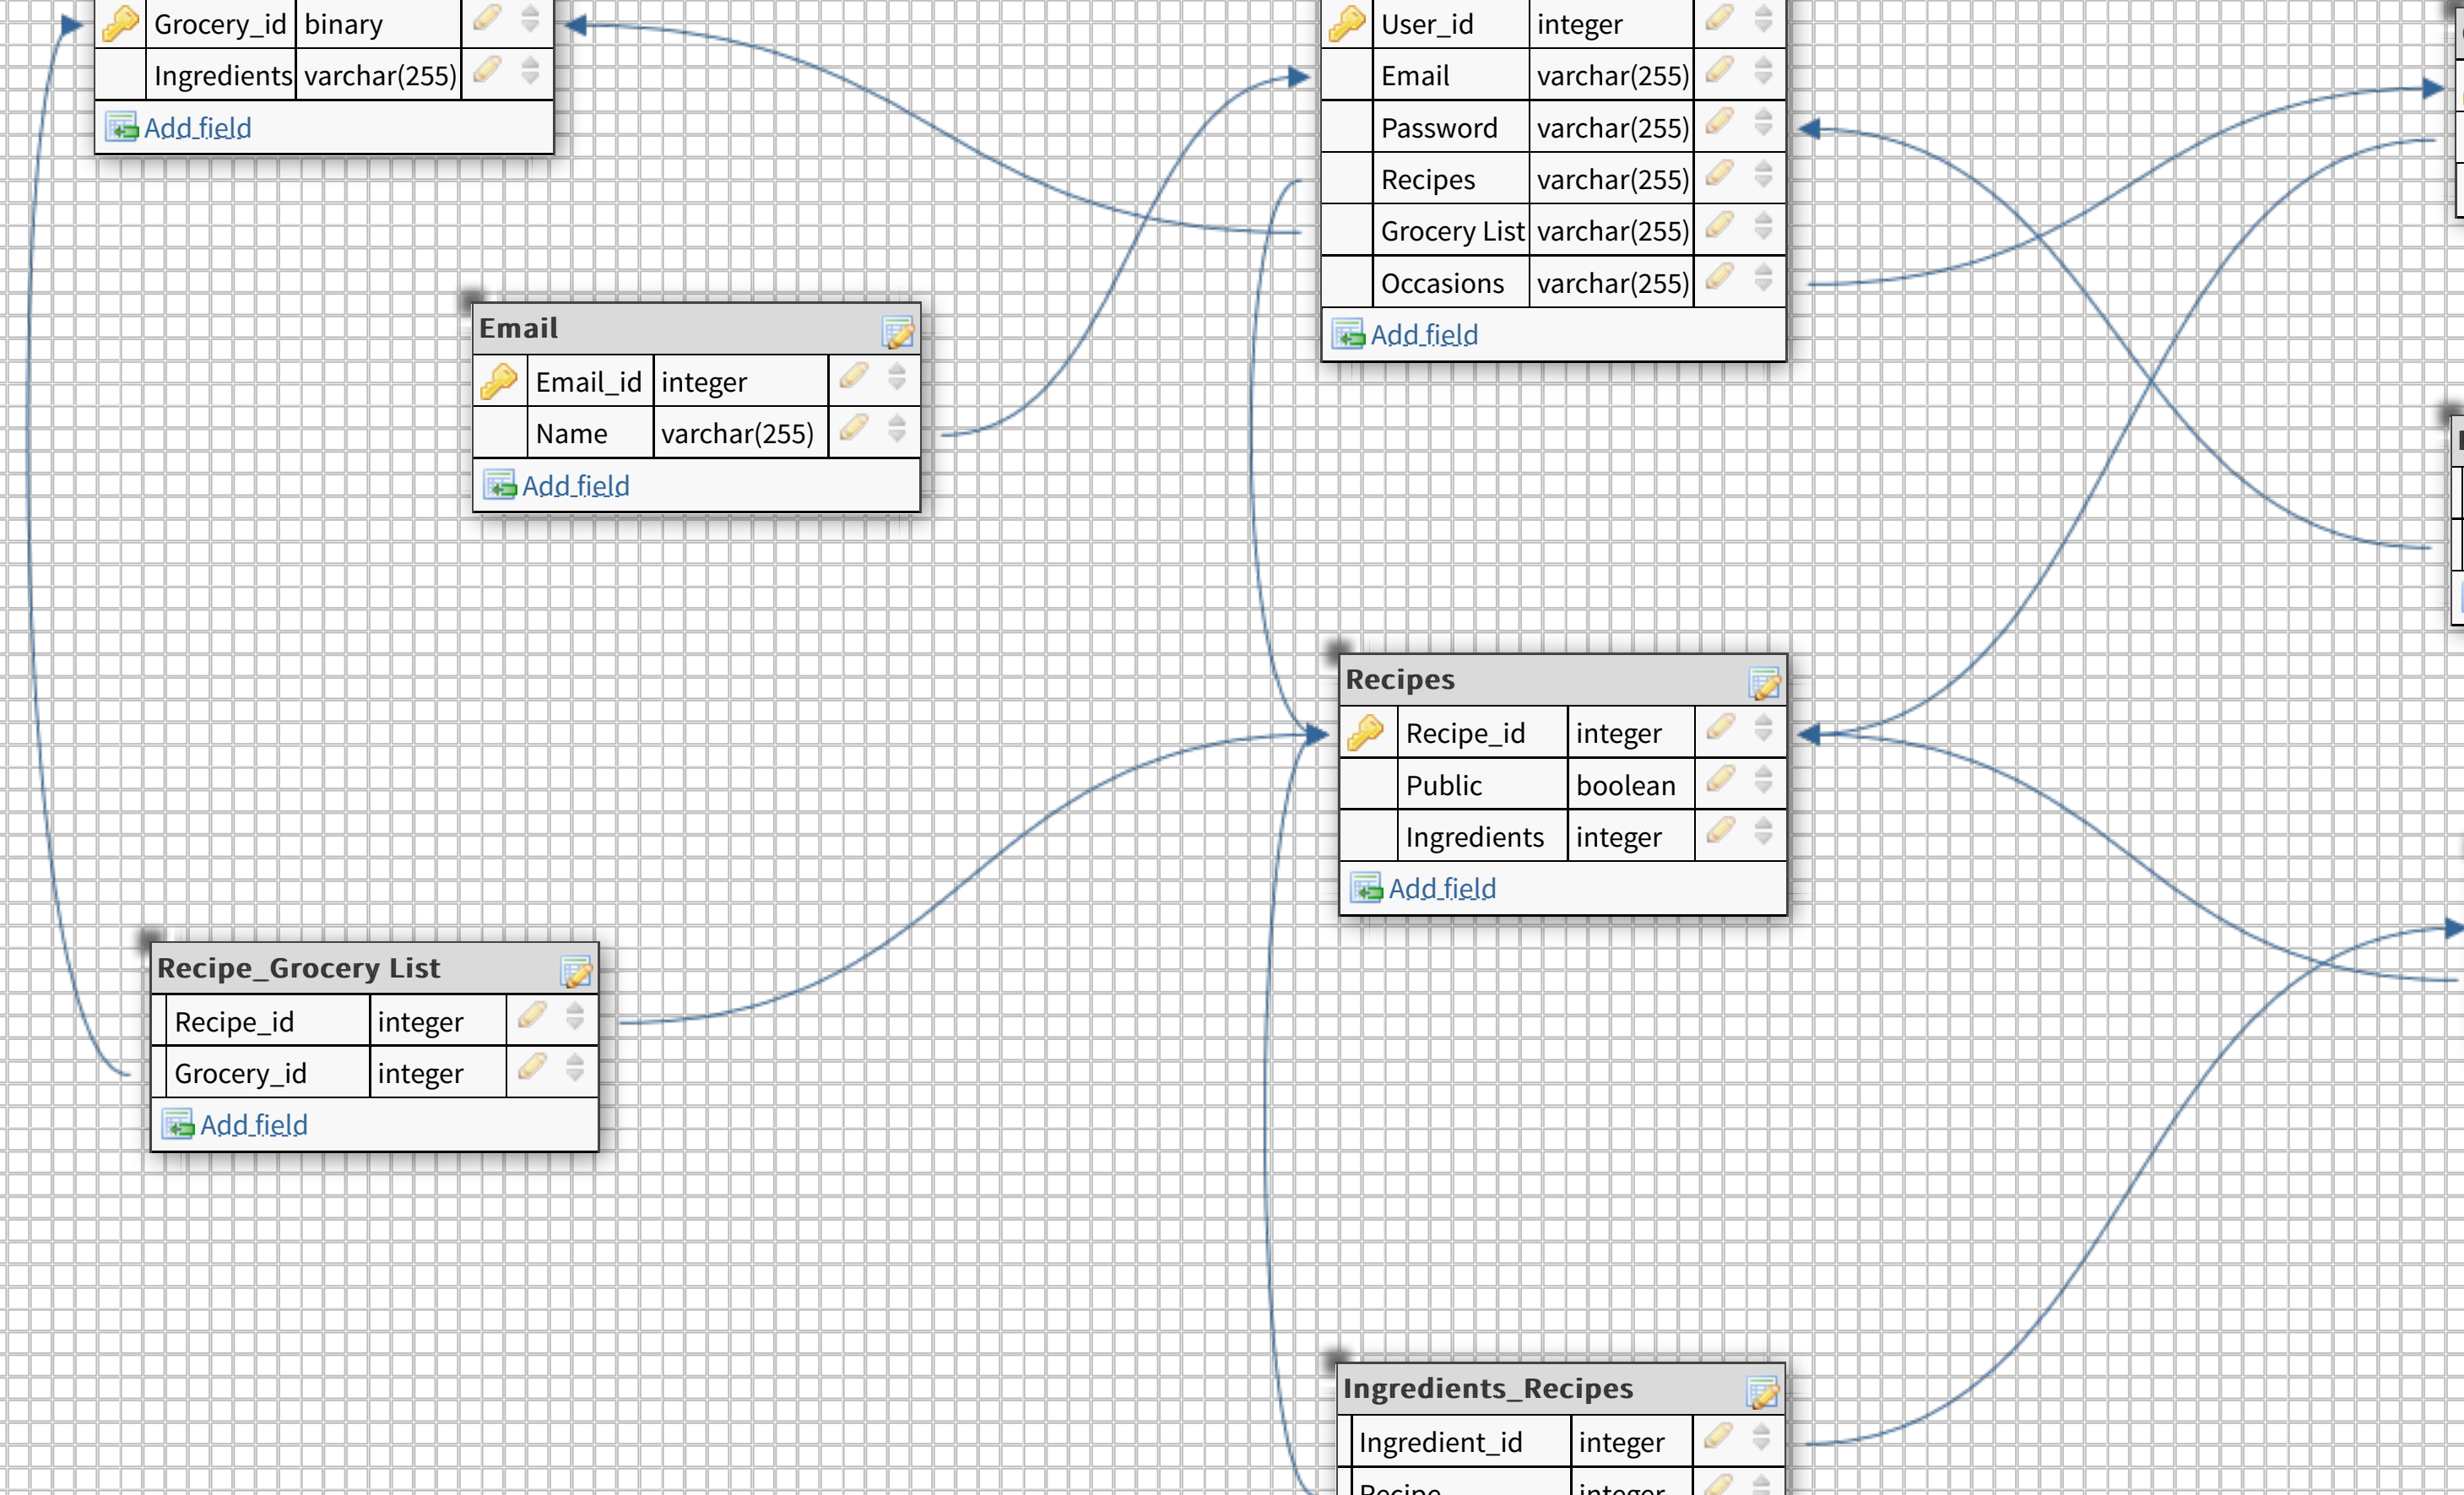 Grocery_id binary
Ingredients varchar(255)
Add field
User_id integer
Email varchar(255)
Password varchar(255)
Recipes varchar(255)
Grocery List varchar(255)
Occasions varchar(255)
Add field
Email
Email_id integer
Name varchar(255)
Add field
Recipes
Recipe_id integer
Public boolean
Ingredients integer
Add field
Recipe_Grocery List
Recipe_id integer
Grocery_id integer
Add field
Ingredients_Recipes
Ingredient_id integer
Recipe integer